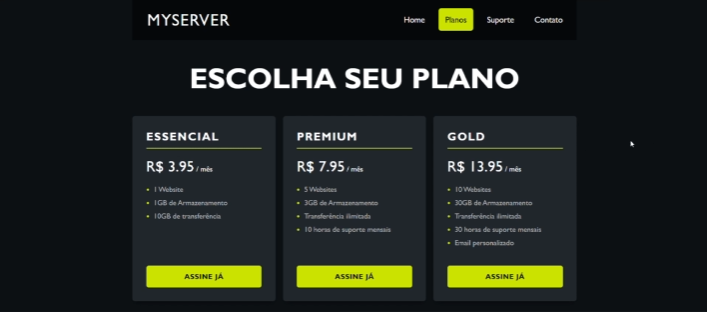 MYSERVER
Home Planos Suporte Contato
ESCOLHA SEU PLANO
ESSENCIAL
R$ 3.95 / mês
1 Website
1GB de Armazenamento
10GB de transferência
ASSINE JÁ
PREMIUM
R$ 7.95 / mês
5 Websites
3GB de Armazenamento
Transferência ilimitada
10 horas de suporte mensais
ASSINE JÁ
GOLD
R$ 13.95 / mês
10 Websites
30GB de Armazenamento
Transferência ilimitada
30 horas de suporte mensais
Email personalizado
ASSINE JÁ